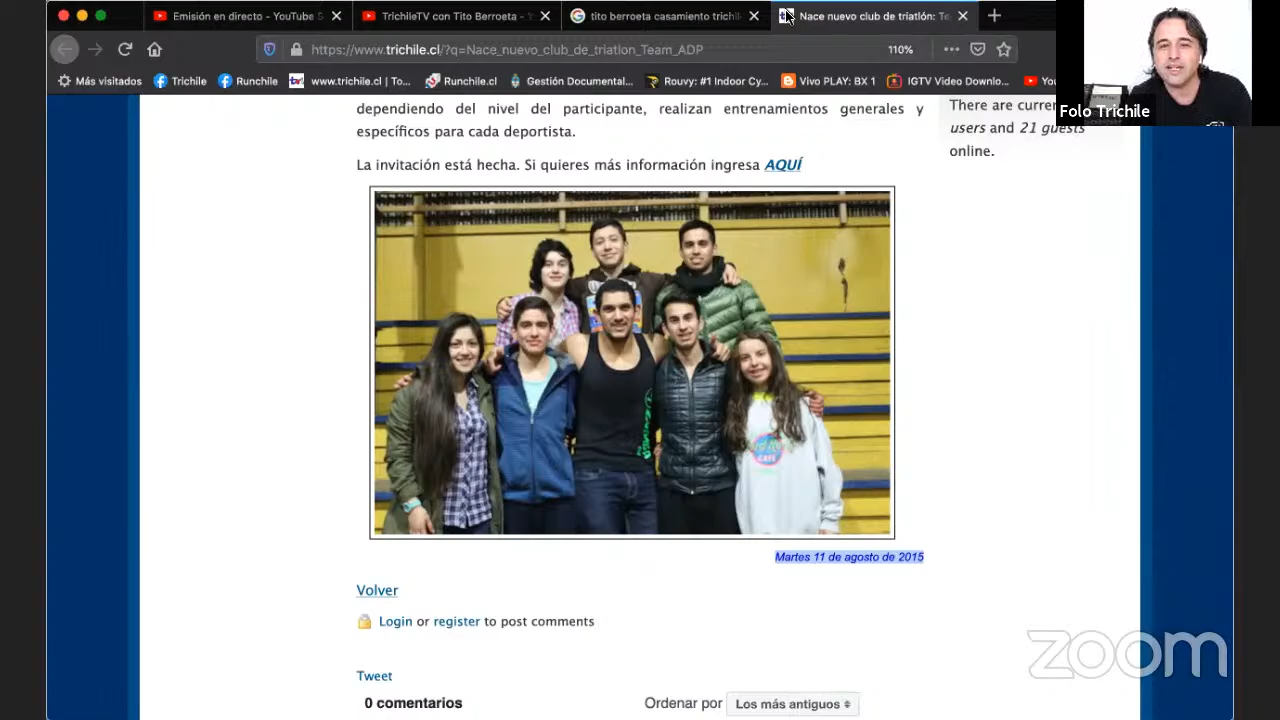 Emisión en directo - YouTube S
TrichileTV con Tito Berroeta - Y
tito berroeta casamiento trichil
Nace nuevo club de triatlón: Te
https://www.trichile.cl/?q=Nace_nuevo_club_de_triatlon_Team_ADP
110%
Más visitados
Trichile
Runchile
www.trichile.cl | To...
Runchile.cl
Gestión Documental...
Rouvy: #1 Indoor Cy...
Vivo PLAY: BX 1
IGTV Video Downlo...
You
Folo Trichile
dependiendo del nivel del participante, realizan entrenamientos generales y
específicos para cada deportista.
La invitación está hecha. Si quieres más información ingresa AQUÍ
There are curren
users and 21 guests
online.
CAFE
Martes 11 de agosto de 2015
Volver
Login or register to post comments
zoom
Tweet
0 comentarios
Ordenar por Los más antiguos